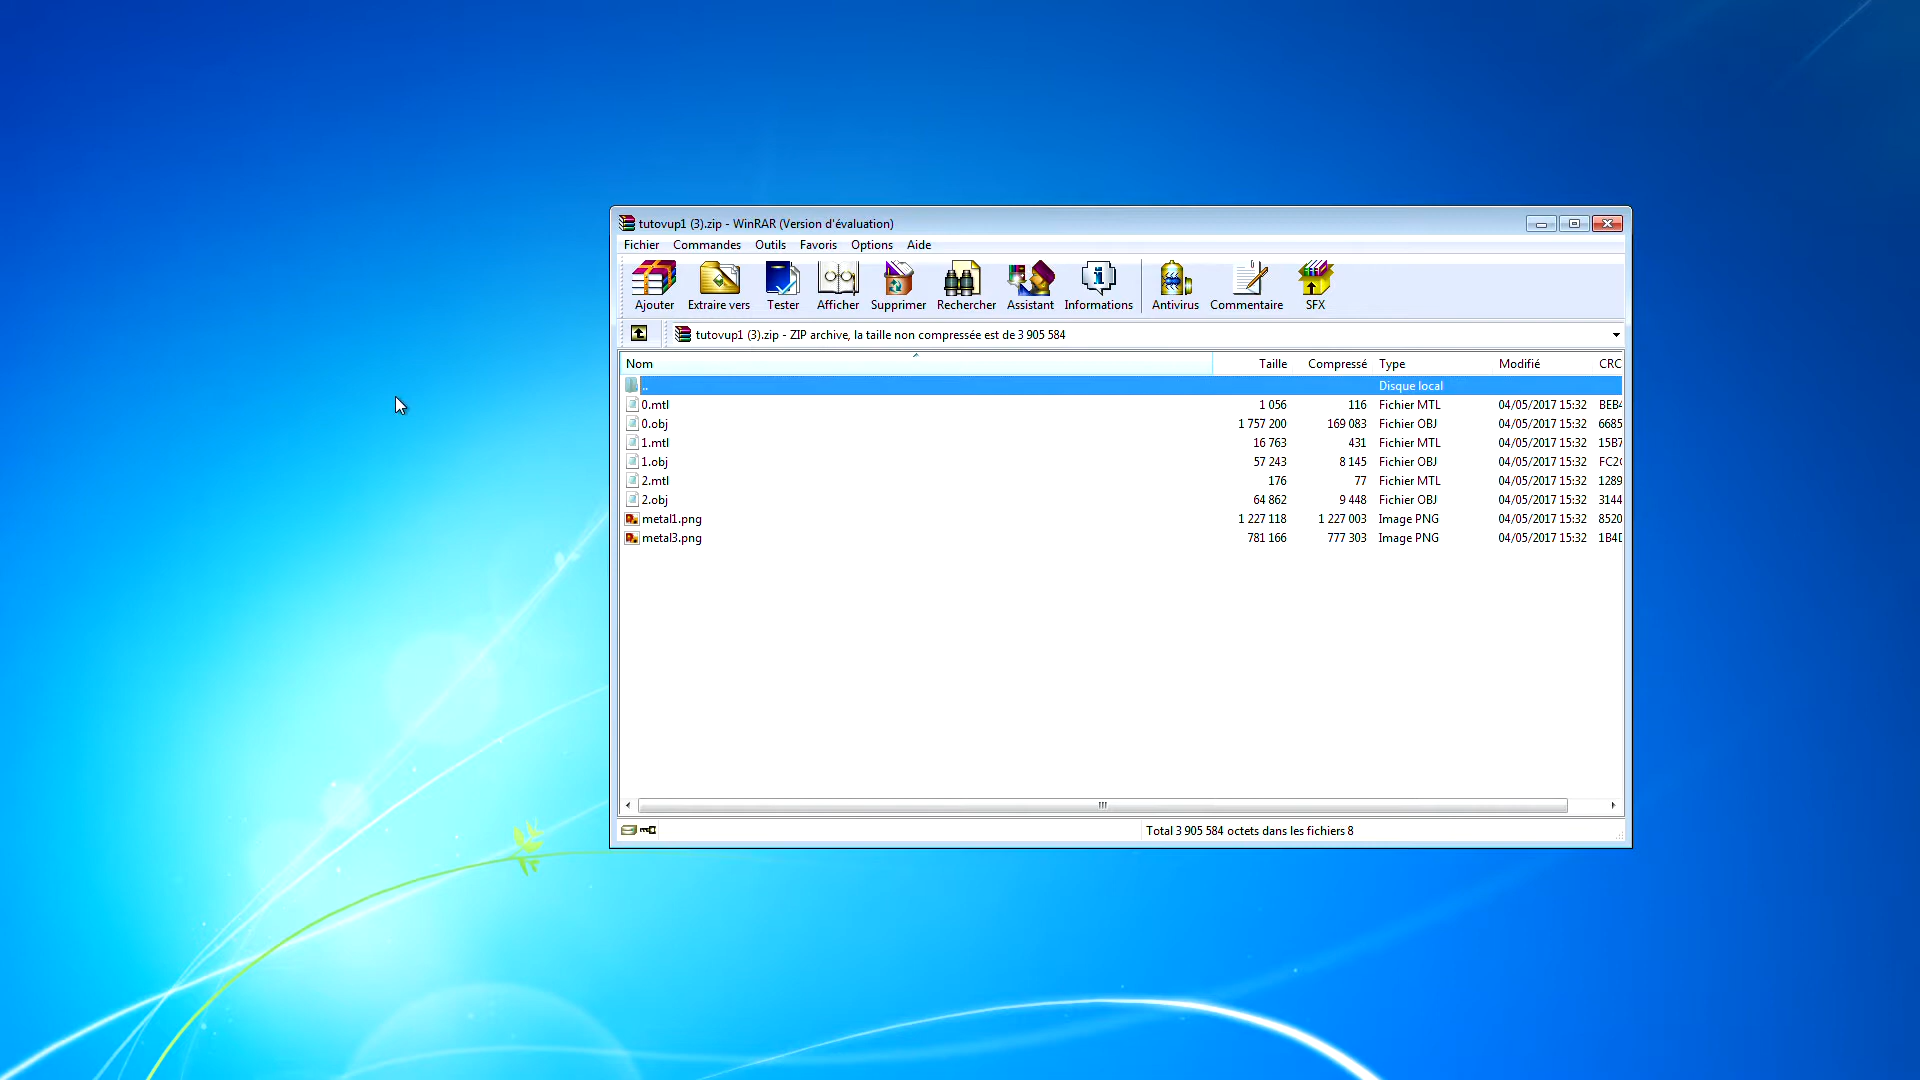 tutovup1 (3).zip - WinRAR (Version d'évaluation)
Fichier Commandes Outils Favoris Options Aide
Ajouter Extraire vers Tester Afficher Supprimer Rechercher Assistant Informations Antivirus Commentaire SFX
tutovup1 (3).zip - ZIP archive, la taille non compressée est de 3 905 584
Nom Taille Compressé Type Modifié CRC
.. Disque local
0.mtl 1 056 116 Fichier MTL 04/05/2017 15:32 BEB4
0.obj 1 757 200 169 083 Fichier OBJ 04/05/2017 15:32 6685
1.mtl 16 763 431 Fichier MTL 04/05/2017 15:32 15B7
1.obj 57 243 8 145 Fichier OBJ 04/05/2017 15:32
2.mtl 176 77 Fichier MTL 04/05/2017 15:32 1289
2.obj 64 862 9 448 Fichier OBJ 04/05/2017 15:32 3144
metal1.png 1 227 118 1 227 003 Image PNG 04/05/2017 15:32 8520
metal3.png 781 166 777 303 Image PNG 04/05/2017 15:32
Total 3 905 584 octets dans les fichiers 8